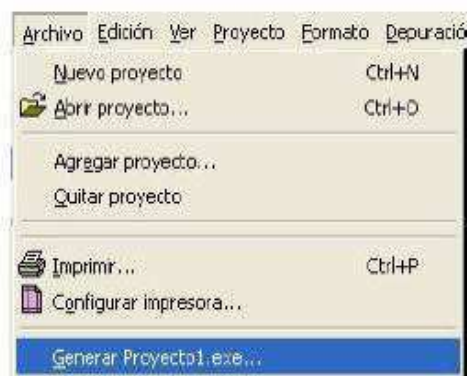 Archivo Edición Ver Proyecto Formato Depuració
Nuevo proyecto Ctrl+N
Abrir proyecto... Ctrl+O
Agregar proyecto...
Quitar proyecto
Imprimir... Ctrl+P
Configurar impresora...
Generar Proyecto1.exe...